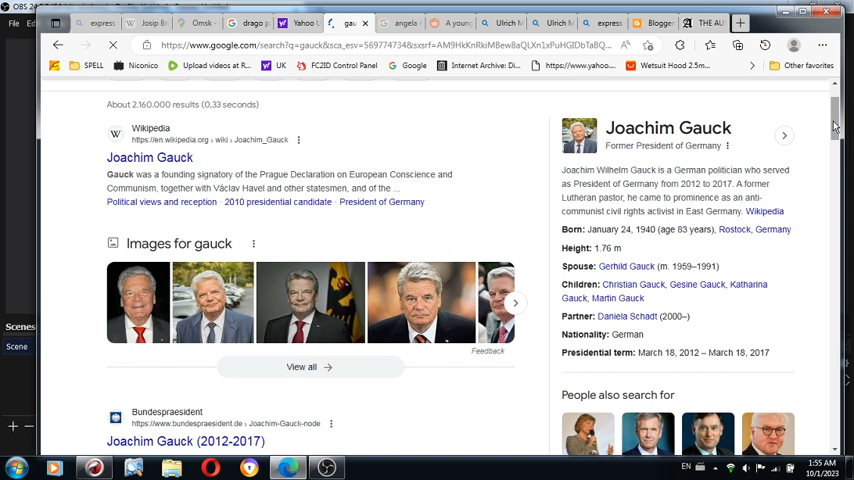 OBS 24
File
express
Josip Br
Omsk -
drago p
Yahoo U
gau
angela
A young
Ulrich M
Ulrich M
express
Blogger
THE AUS
https://www.google.com/search?q=gauck&sca_esv=569774734&sxsrf=AM9HkKnRkiMBew8aQLXn1xPuHGIDbTaBQ...
SPELL
Niconico
Upload videos at R...
UK
FC2ID Control Panel
Google
Internet Archive: Di...
https://www.yahoo....
Wetsuit Hood 2.5m...
Other favorites
About 2.160.000 results (0,33 seconds)
Wikipedia
https://en.wikipedia.org › wiki › Joachim_Gauck
Joachim Gauck
Gauck was a founding signatory of the Prague Declaration on European Conscience and
Communism, together with Václav Havel and other statesmen, and of the ...
Political views and reception · 2010 presidential candidate · President of Germany
Images for gauck
Feedback
View all
Bundespraesident
https://www.bundespraesident.de › Joachim-Gauck-node
Joachim Gauck (2012-2017)
Joachim Gauck
Former President of Germany
Joachim Wilhelm Gauck is a German politician who served
as President of Germany from 2012 to 2017. A former
Lutheran pastor, he came to prominence as an anti-
communist civil rights activist in East Germany. Wikipedia
Born: January 24, 1940 (age 83 years), Rostock, Germany
Height: 1.76 m
Spouse: Gerhild Gauck (m. 1959–1991)
Children: Christian Gauck, Gesine Gauck, Katharina
Gauck, Martin Gauck
Partner: Daniela Schadt (2000–)
Nationality: German
Presidential term: March 18, 2012 – March 18, 2017
People also search for
Scenes
Scene
EN
1:55 AM
10/1/2023